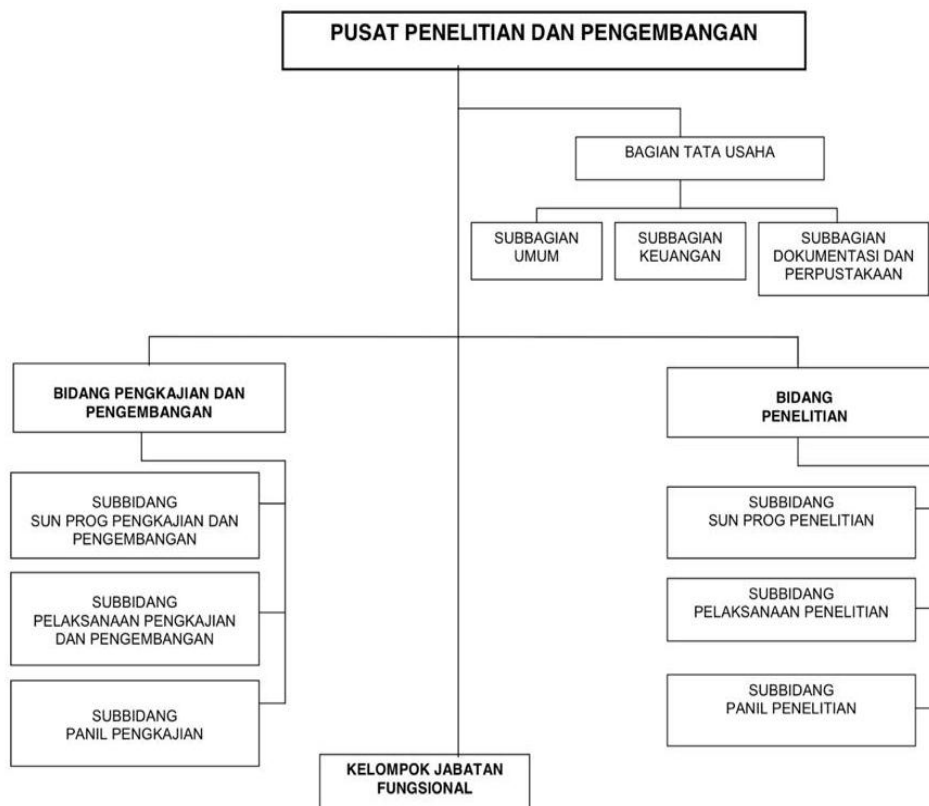 PUSAT PENELITIAN DAN PENGEMBANGAN
BAGIAN TATA USAHA
SUBBAGIAN
UMUM
SUBBAGIAN
KEUANGAN
SUBBAGIAN
DOKUMENTASI DAN
PERPUSTAKAAN
BIDANG PENGKAJIAN DAN
PENGEMBANGAN
SUBBIDANG
SUN PROG PENGKAJIAN DAN
PENGEMBANGAN
SUBBIDANG
PELAKSANAAN PENGKAJIAN
DAN PENGEMBANGAN
SUBBIDANG
PANIL PENGKAJIAN
BIDANG
PENELITIAN
SUBBIDANG
SUN PROG PENELITIAN
SUBBIDANG
PELAKSANAAN PENELITIAN
SUBBIDANG
PANIL PENELITIAN
KELOMPOK JABATAN
FUNGSIONAL